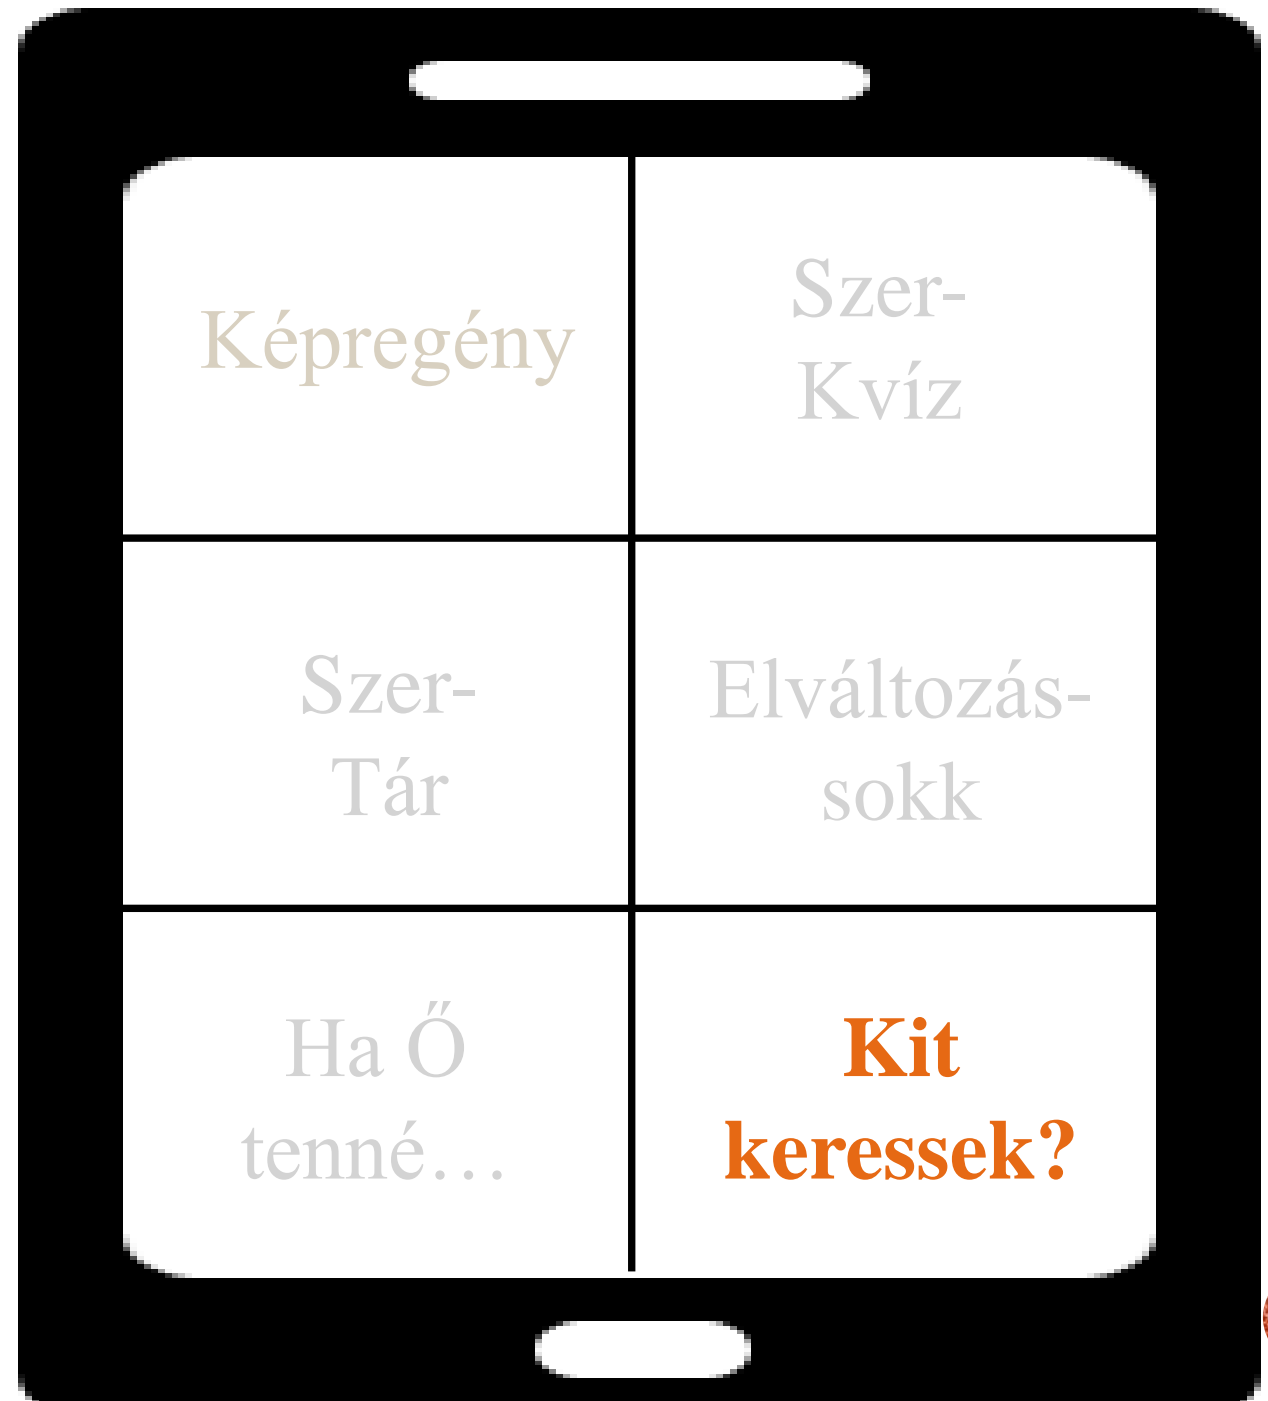 Képregény
Szer-
Kvíz
Szer-
Tár
Elváltozás-
sokk
Ha Ő
tenné…
Kit
keressek?